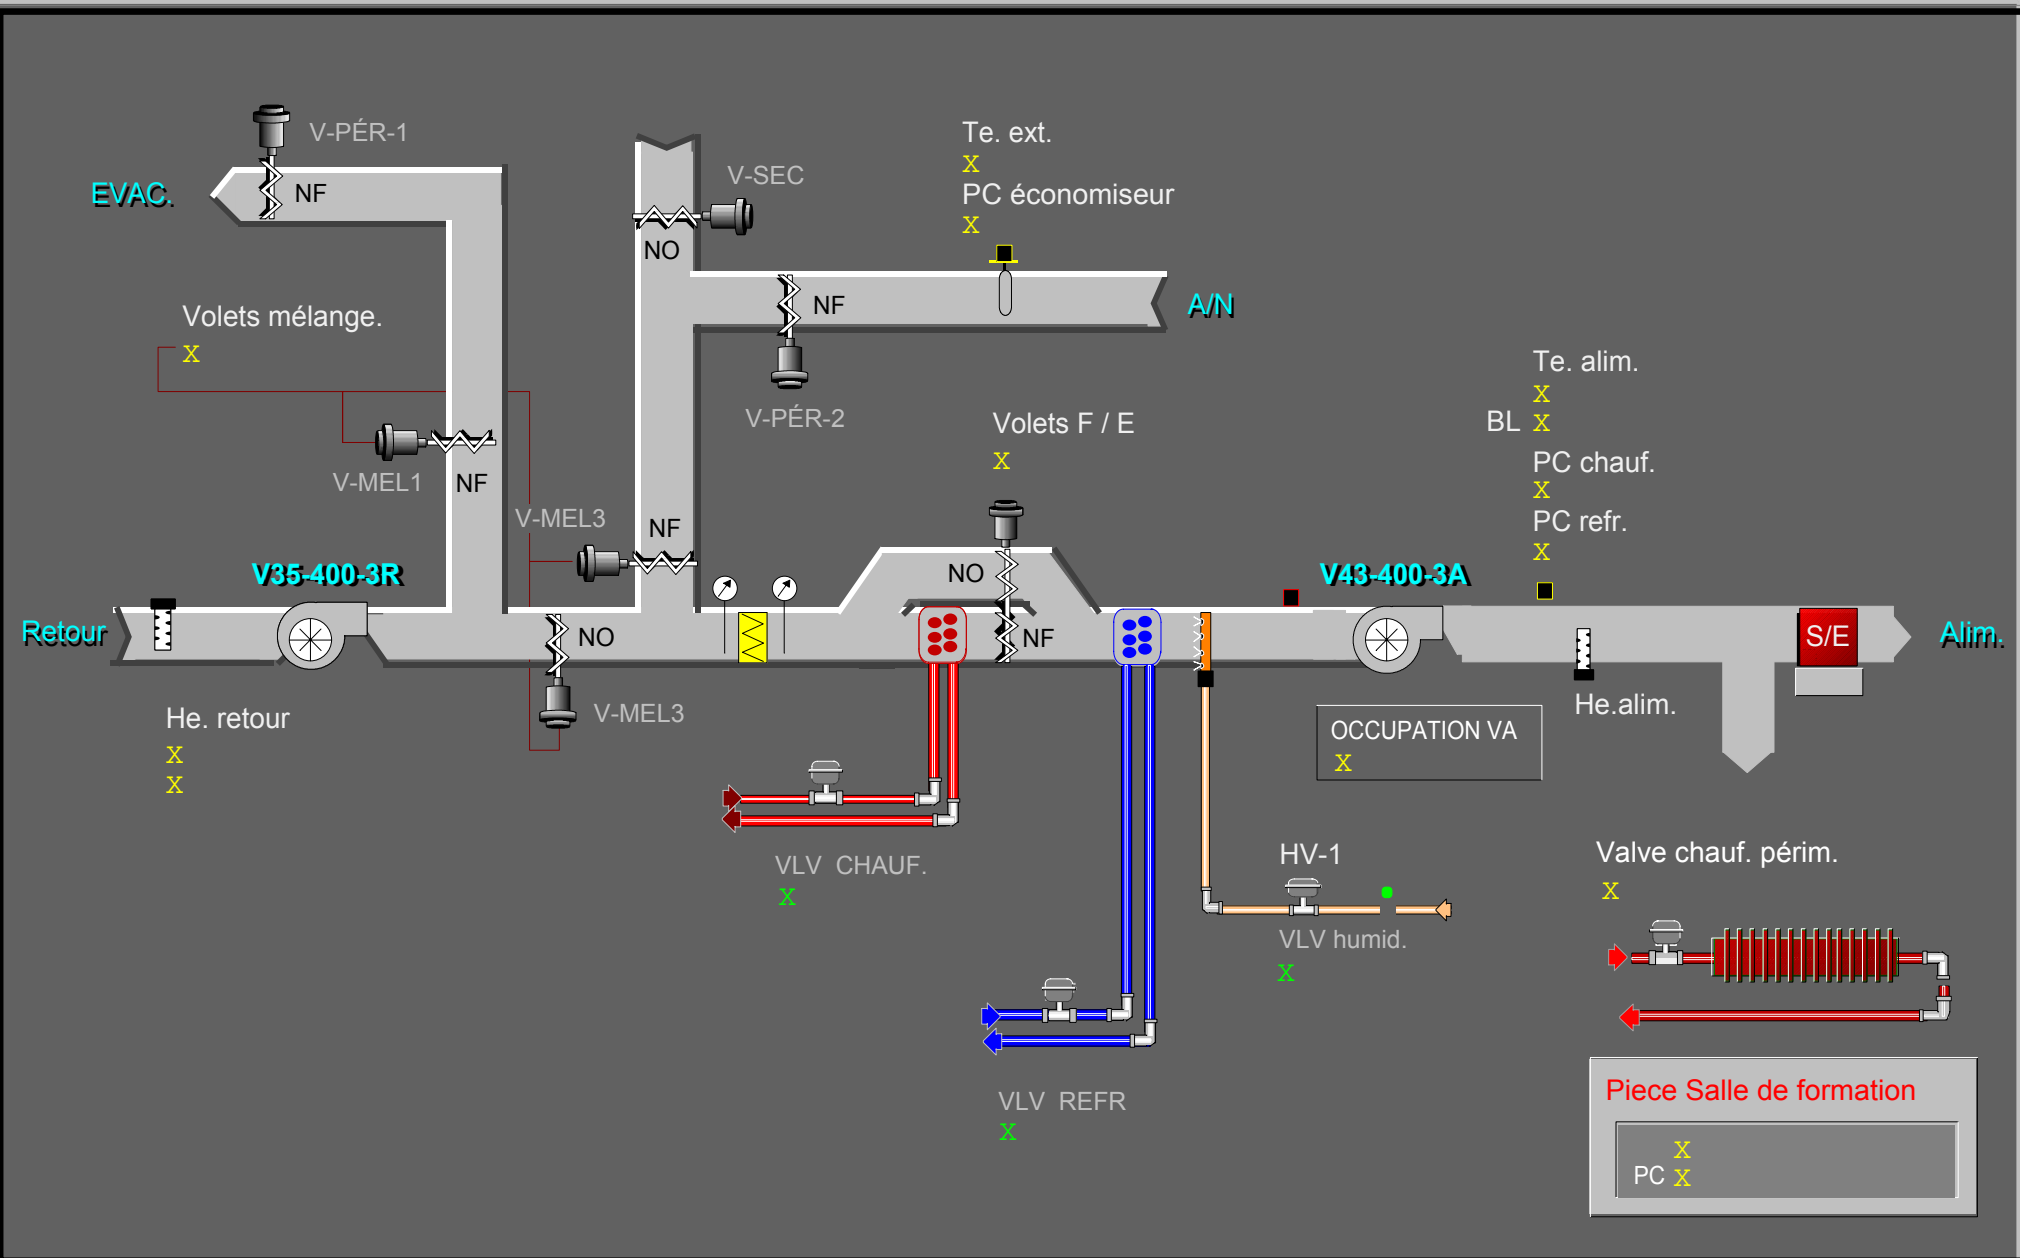 V-PÉR-1
EVAC.
NF
V-SEC
NO
Te. ext.
X
PC économiseur
X
NF
A/N
V-PÉR-2
Volets mélange.
X
V-MEL1
NF
V-MEL3
NF
Volets F / E
X
NO
NF
Te. alim.
X
BL X
PC chauf.
X
PC refr.
X
V35-400-3R
V43-400-3A
Retour
NO
V-MEL3
S/E
Alim.
He. retour
X
X
He.alim.
OCCUPATION VA
X
VLV CHAUF.
X
HV-1
VLV humid.
X
Valve chauf. périm.
X
VLV REFR
X
Piece Salle de formation
X
PC X